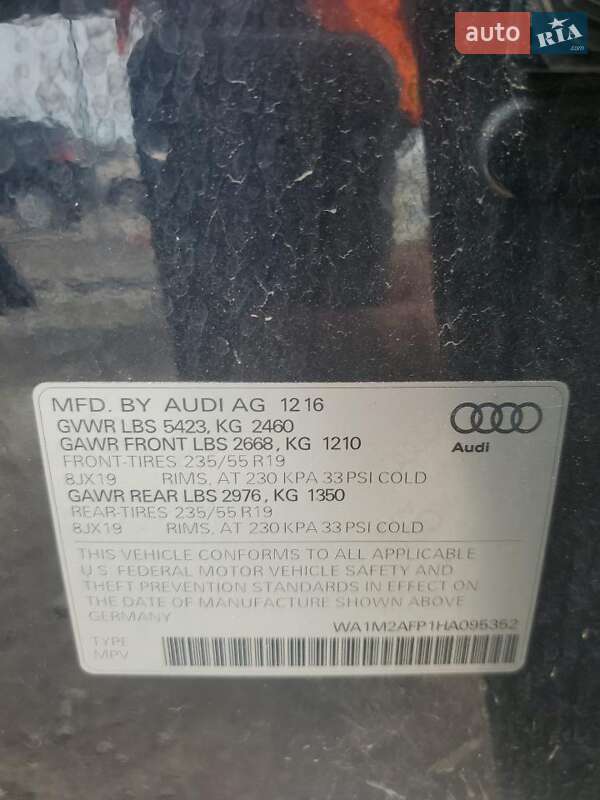 auto RIA.com
MFD. BY AUDI AG 12 16
GVWR LBS 5423, KG 2460
GAWR FRONT LBS 2668, KG 1210
FRONT-TIRES 235/55 R19
8JX19 RIMS, AT 230 KPA 33 PSI COLD
GAWR REAR LBS 2976, KG 1350
REAR-TIRES 235/55 R19
8JX19 RIMS, AT 230 KPA 33 PSI COLD
Audi
THIS VEHICLE CONFORMS TO ALL APPLICABLE
U.S. FEDERAL MOTOR VEHICLE SAFETY AND
THEFT PREVENTION STANDARDS IN EFFECT ON
THE DATE OF MANUFACTURE SHOWN ABOVE
GERMANY WA1M2AFP1HA095352
TYPE
MPV